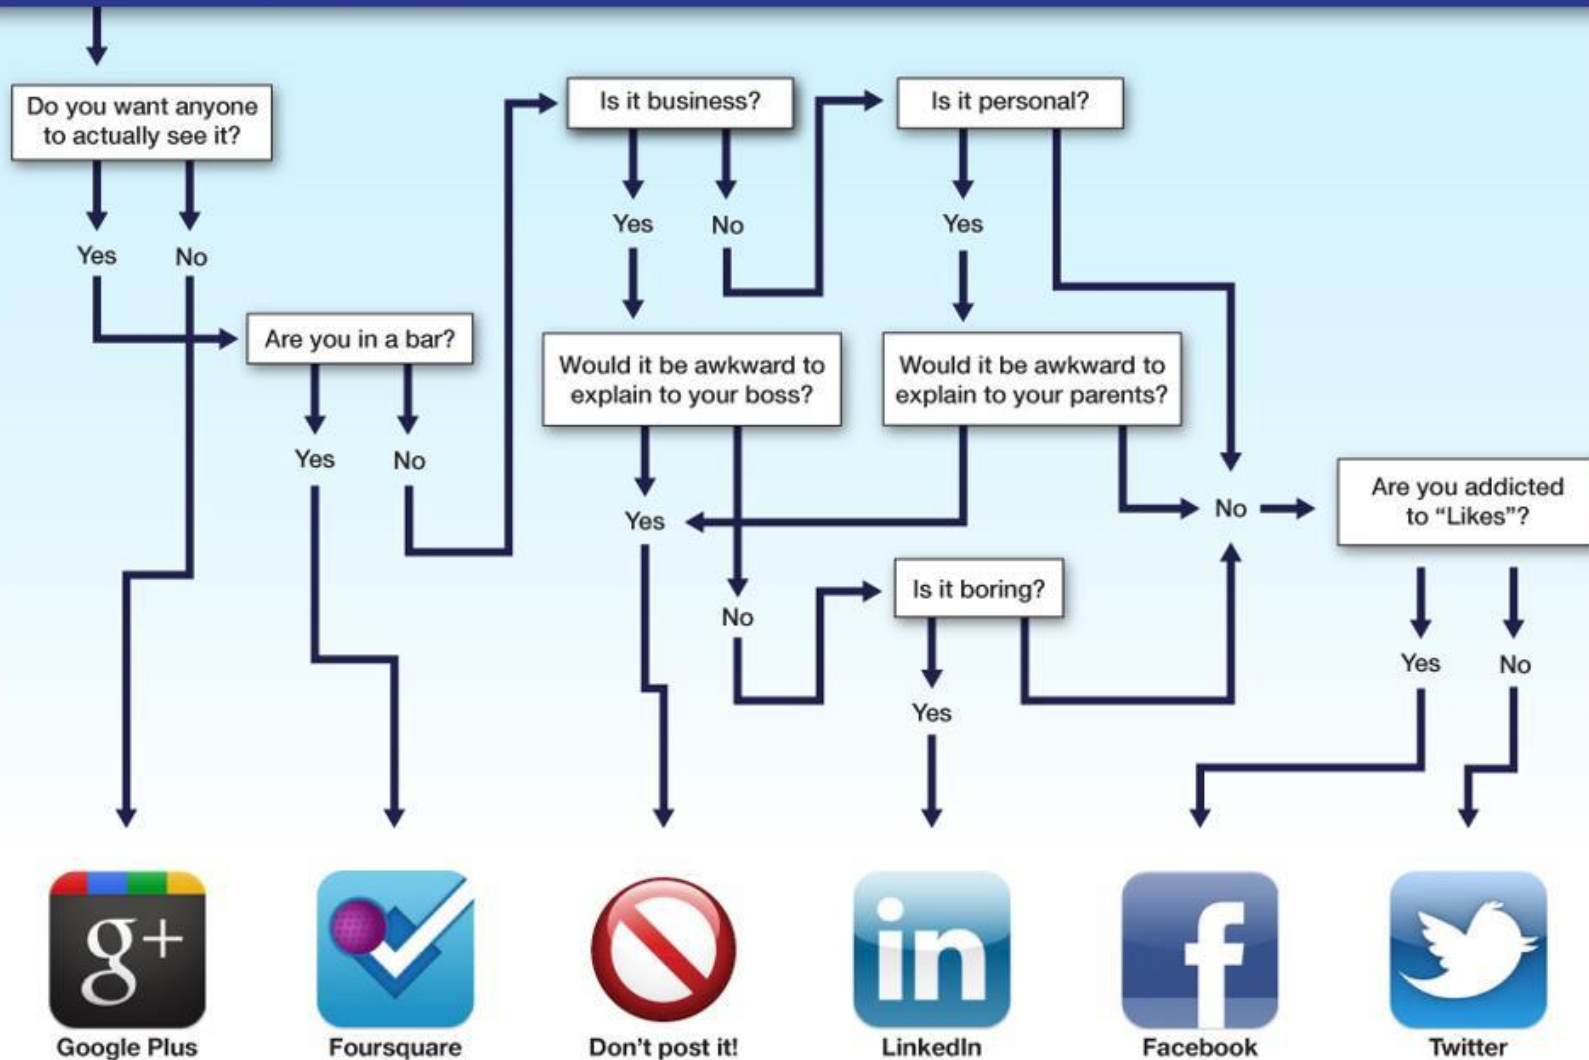 Do you want anyone
to actually see it?
Yes
No
Are you in a bar?
Yes
No
Is it business?
Yes
No
Would it be awkward to
explain to your boss?
Yes
No
Is it personal?
Yes
Would it be awkward to
explain to your parents?
No
Is it boring?
Yes
Are you addicted
to “Likes”?
Yes
No
g+
in
f
Google Plus
Foursquare
Don’t post it!
LinkedIn
Facebook
Twitter